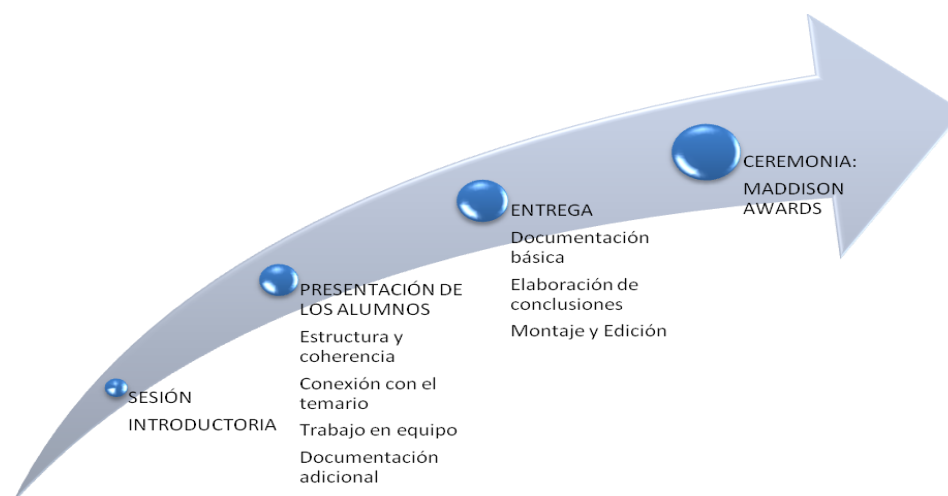 SESIÓN
INTRODUCTORIA
PRESENTACIÓN DE
LOS ALUMNOS
Estructura y
coherencia
Conexión con el
temario
Trabajo en equipo
Documentación
adicional
ENTREGA
Documentación
básica
Elaboración de
conclusiones
Montaje y Edición
CEREMONIA:
MADDISON
AWARDS